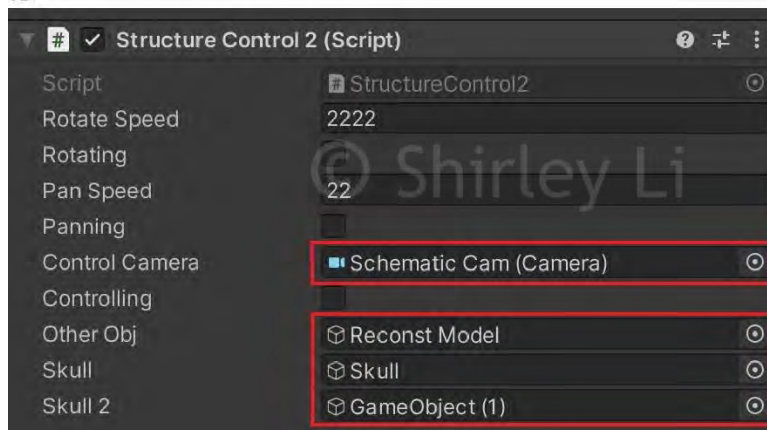 # Structure Control 2 (Script)
Script # StructureControl2
Rotate Speed 2222
Rotating
Pan Speed 22
Panning
Control Camera Schematic Cam (Camera)
Controlling
Other Obj Reconst Model
Skull Skull
Skull 2 GameObject (1)
© Shirley Li